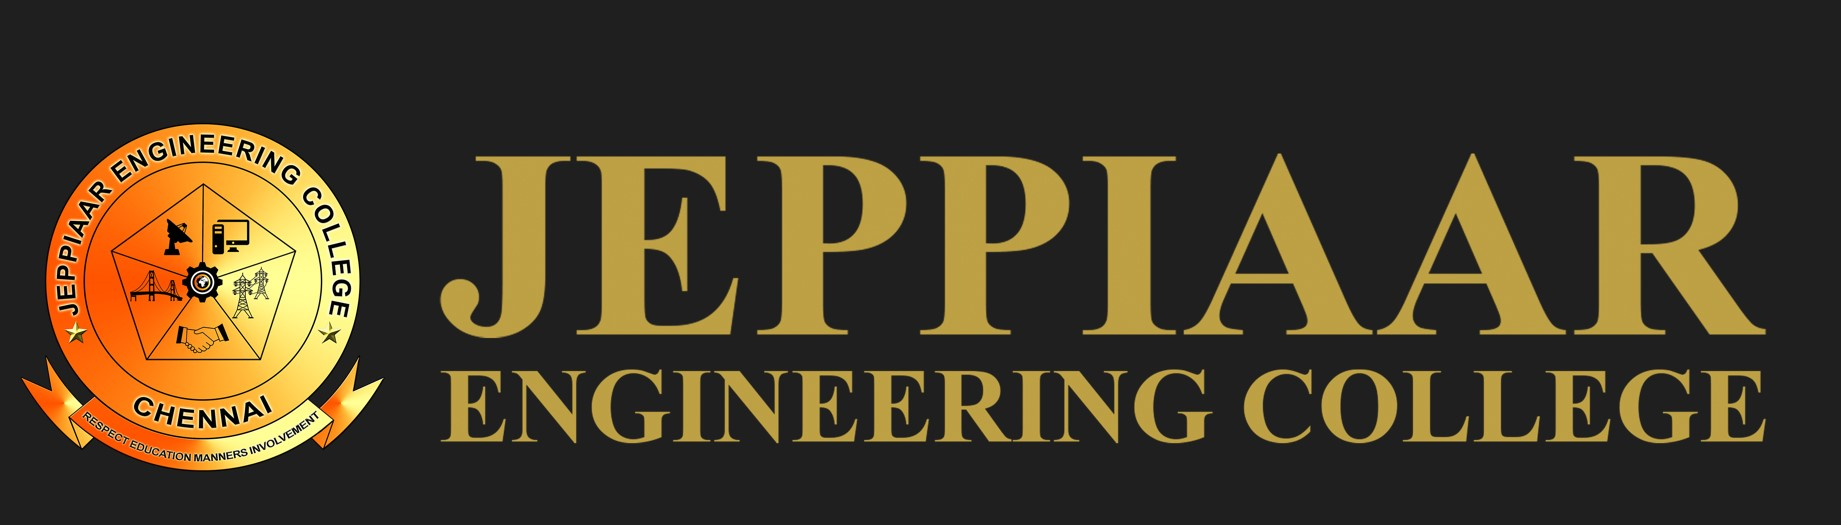 JEPPIAAR ENGINEERING COLLEGE
CHENNAI
RESPECT EDUCATION MANNERS INVOLVEMENT
JEPPIAAR
ENGINEERING COLLEGE